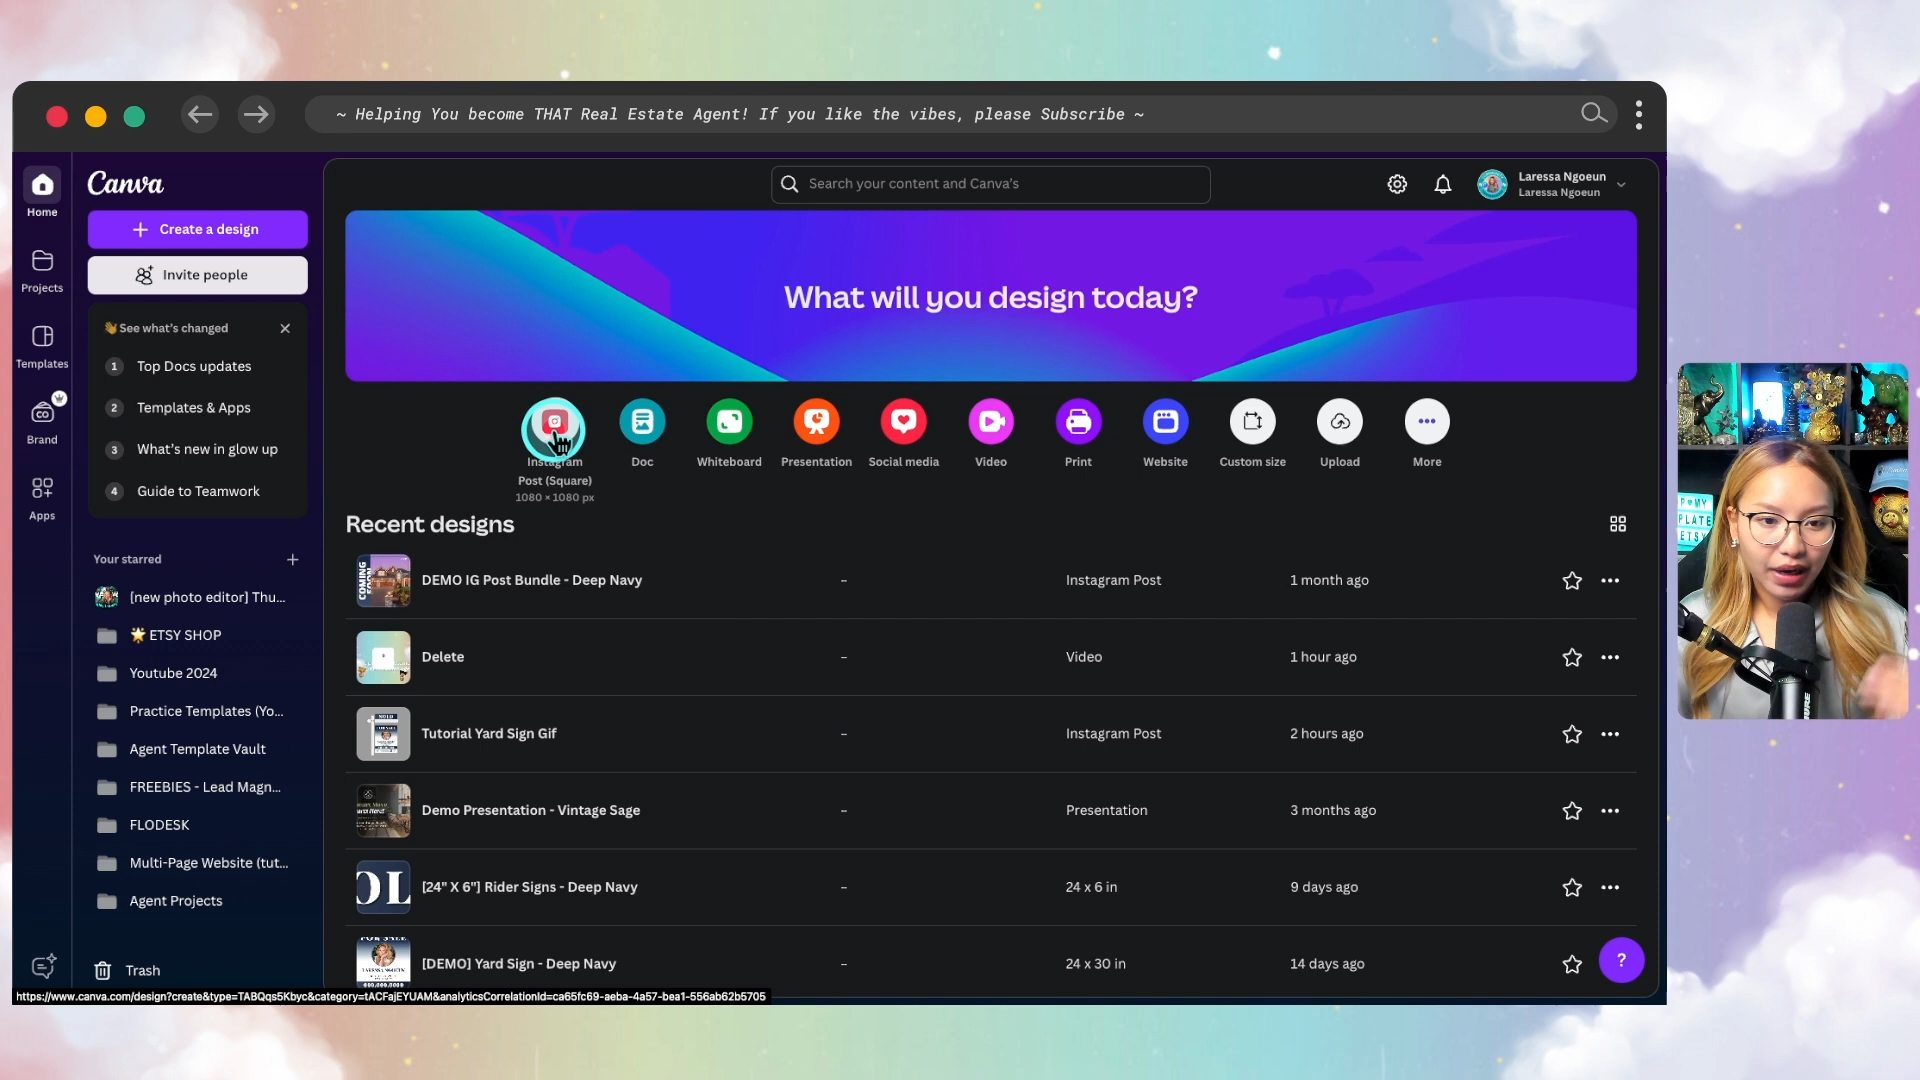 ~ Helping You become THAT Real Estate Agent! If you like the vibes, please Subscribe ~
Home
Projects
Templates
Brand
Apps
Canva
Create a design
Invite people
👋See what's changed
1 Top Docs updates
2 Templates & Apps
3 What's new in glow up
4 Guide to Teamwork
Your starred
[new photo editor] Thu...
🌟 ETSY SHOP
Youtube 2024
Practice Templates (Yo...
Agent Template Vault
FREEBIES - Lead Magn...
FLODESK
Multi-Page Website (tut...
Agent Projects
Trash
Search your content and Canva's
Laressa Ngoeun
Laressa Ngoeun
What will you design today?
Instagram
Post (Square)
1080 × 1080 px
Doc
Whiteboard
Presentation
Social media
Video
Print
Website
Custom size
Upload
More
Recent designs
COMING
SOON
DEMO IG Post Bundle - Deep Navy – Instagram Post 1 month ago
Delete – Video 1 hour ago
Tutorial Yard Sign Gif – Instagram Post 2 hours ago
Demo Presentation - Vintage Sage – Presentation 3 months ago
OL
[24" X 6"] Rider Signs - Deep Navy – 24 x 6 in 9 days ago
FOR SALE
[DEMO] Yard Sign - Deep Navy – 24 x 30 in 14 days ago
?
https://www.canva.com/design?create&type=TABQqs5Kbyc&category=tACFajEYUAM&analyticsCorrelationId=ca65fc69-aeba-4a57-bea1-556ab62b5705